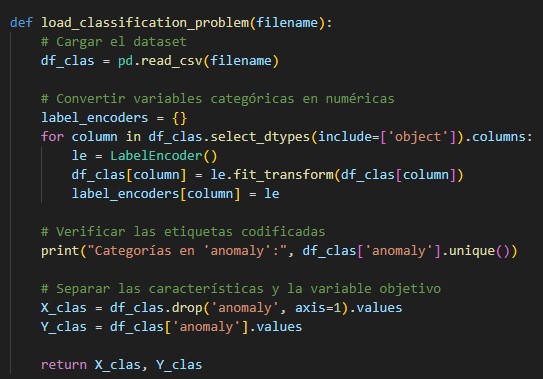 def load_classification_problem(filename):
    # Cargar el dataset
    df_clas = pd.read_csv(filename)

    # Convertir variables categóricas en numéricas
    label_encoders = {}
    for column in df_clas.select_dtypes(include=['object']).columns:
        le = LabelEncoder()
        df_clas[column] = le.fit_transform(df_clas[column])
        label_encoders[column] = le

    # Verificar las etiquetas codificadas
    print("Categorías en 'anomaly':", df_clas['anomaly'].unique())

    # Separar las características y la variable objetivo
    X_clas = df_clas.drop('anomaly', axis=1).values
    Y_clas = df_clas['anomaly'].values

    return X_clas, Y_clas